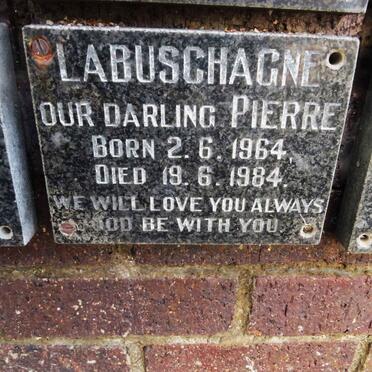 LABUSCHAGNE
OUR DARLING PIERRE
BORN 2.6.1964.
DIED 19.6.1984.
WE WILL LOVE YOU ALWAYS
GOD BE WITH YOU.